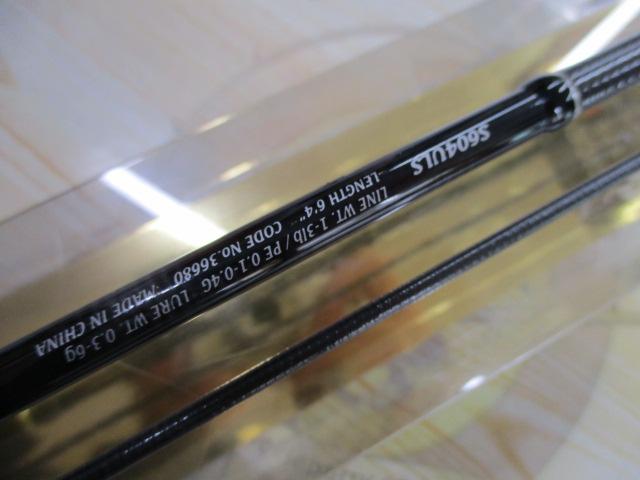 S604ULS
LENGTH 6'4"
LINE WT. 1-3lb / PE 0.1-0.4G LURE WT. 0.3-6g
CODE No.36680 MADE IN CHINA